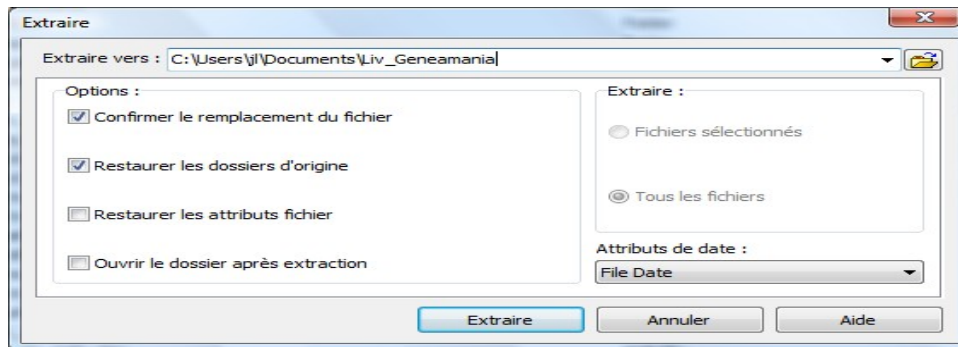 Extraire
Extraire vers : C:\Users\jl\Documents\Liv_Geneamania
Options :
Confirmer le remplacement du fichier
Restaurer les dossiers d'origine
Restaurer les attributs fichier
Ouvrir le dossier après extraction
Extraire :
Fichiers sélectionnés
Tous les fichiers
Attributs de date :
File Date
Extraire
Annuler
Aide